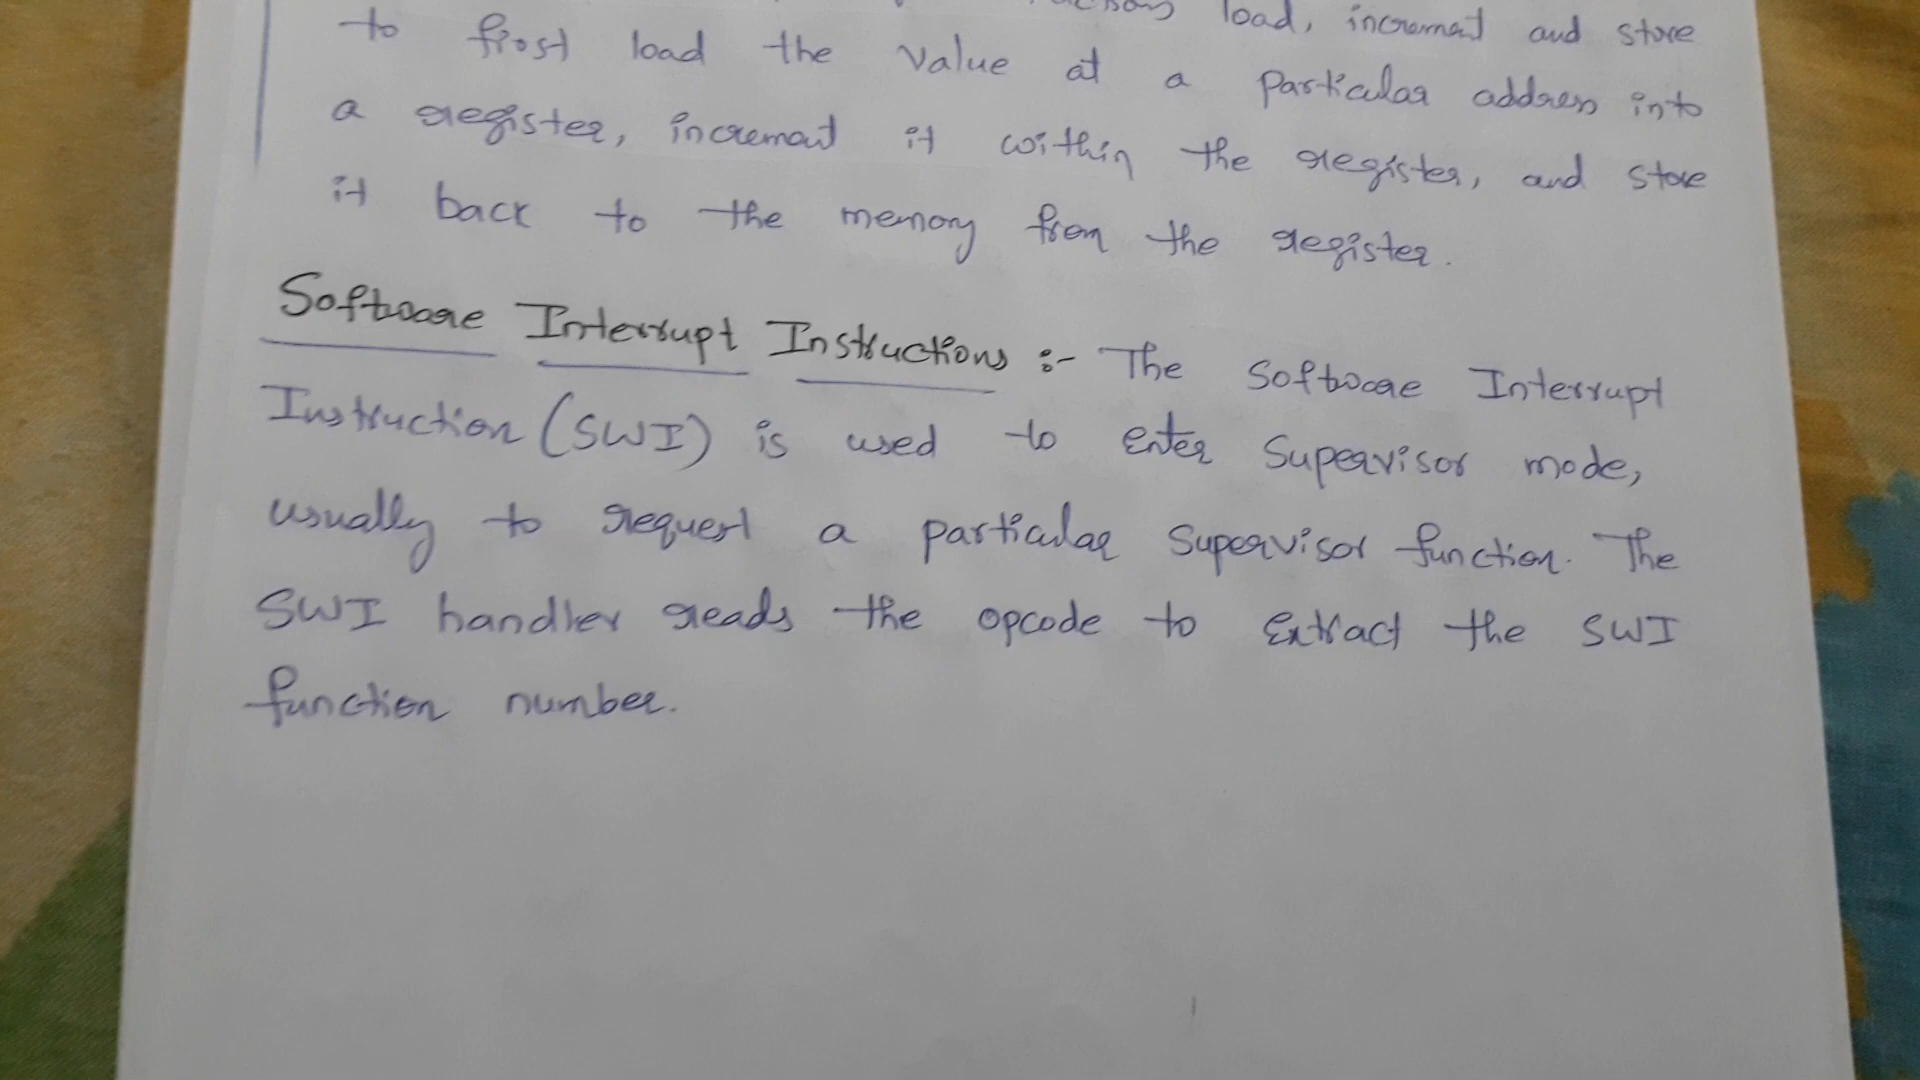 load, increment and store
to first load the value at a particular address into
a register, increment it within the register, and store
it back to the memory from the register.
Software Interrupt Instructions :- The Software Interrupt
Instruction (SWI) is used to enter Supervisor mode,
usually to request a particular Supervisor function. The
SWI handler reads the opcode to Extract the SWI
function number.